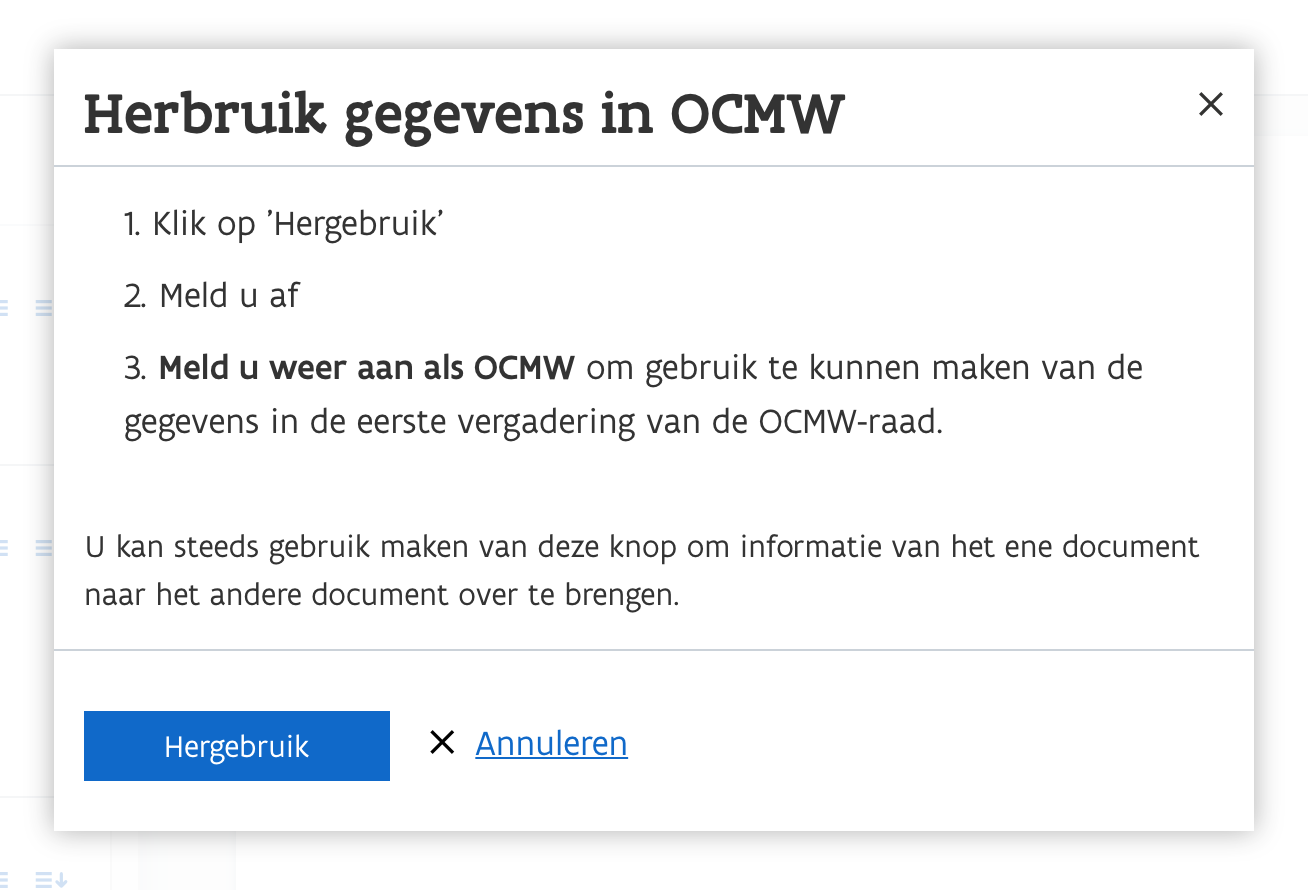 Herbruik gegevens in OCMW
1. Klik op ’Hergebruik’
2. Meld u af
3. Meld u weer aan als OCMW om gebruik te kunnen maken van de
gegevens in de eerste vergadering van de OCMW-raad.
U kan steeds gebruik maken van deze knop om informatie van het ene document
naar het andere document over te brengen.
Hergebruik
Annuleren